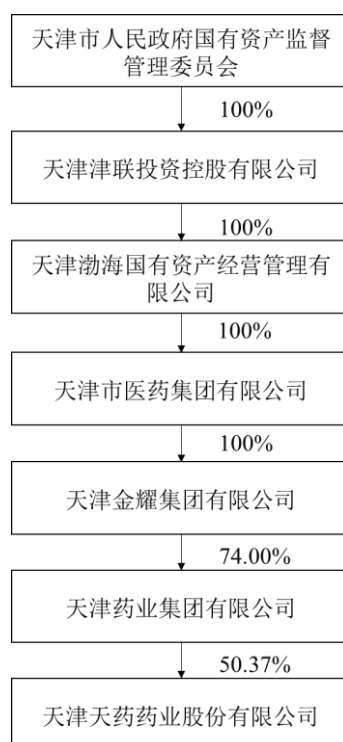 天津市人民政府国有资产监督
管理委员会
100%
天津津联投资控股有限公司
100%
天津渤海国有资产经营管理有
限公司
100%
天津市医药集团有限公司
100%
天津金耀集团有限公司
74.00%
天津药业集团有限公司
50.37%
天津天药药业股份有限公司